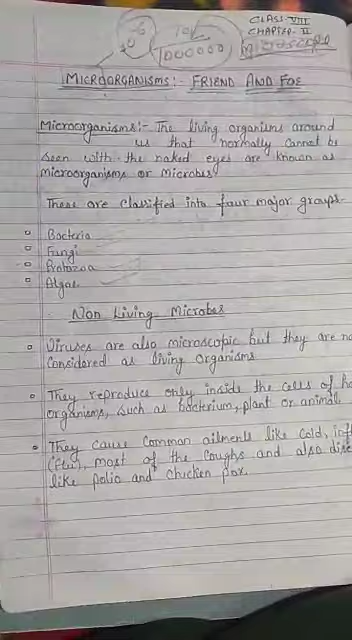 CLASS-VIII
CHAPTER-II
1000000
Microscope
MICROORGANISMS:- FRIEND AND FOE
Microorganisms:- The living organisms around
us that normally cannot be
seen with the naked eyes are known as
microorganisms or microbes
These are classified into four major groups-
Bacteria
Fungi
Protozoa
Algae
Non Living Microbes
Viruses are also microscopic but they are
considered as living organisms
They reproduce only inside the cells of
organisms, such as bacterium, plant or animal
They cause common ailments like cold,
(flu), most of the coughs and also
like polio and chicken pox.